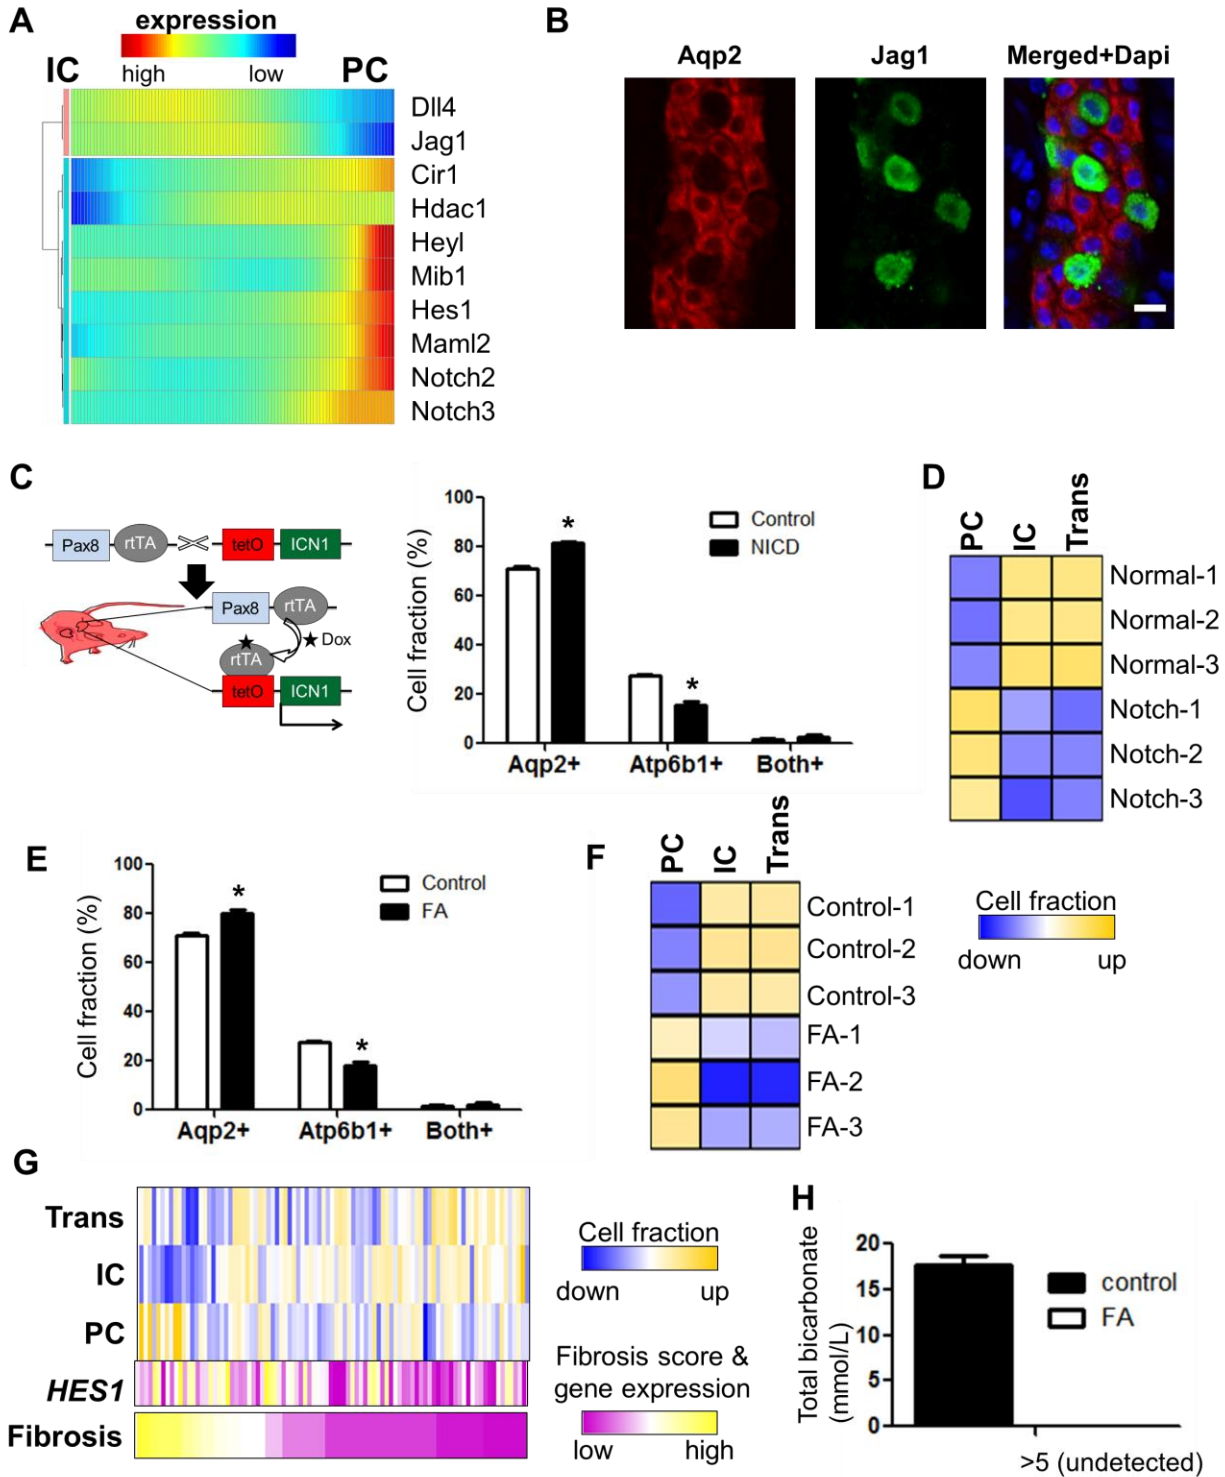 A
expression
IC
high
low
PC
Dll4
Jag1
Cir1
Hdac1
Heyl
Mib1
Hes1
Maml2
Notch2
Notch3
B
Aqp2
Jag1
Merged+Dapi
C
Pax8
rtTA
tetO
ICN1
Pax8
rtTA
Dox
rtTA
tetO
ICN1
Cell fraction (%)
100
80
60
40
20
0
*
*
Control
NICD
Aqp2+
Atp6b1+
Both+
D
PC
IC
Trans
Normal-1
Normal-2
Normal-3
Notch-1
Notch-2
Notch-3
E
Cell fraction (%)
100
80
60
40
20
0
*
*
Control
FA
Aqp2+
Atp6b1+
Both+
F
PC
IC
Trans
Control-1
Control-2
Control-3
FA-1
FA-2
FA-3
Cell fraction
down
up
G
Trans
IC
PC
HES1
Fibrosis
Cell fraction
down
up
Fibrosis score &
gene expression
low
high
H
Total bicarbonate
(mmol/L)
20
15
10
5
0
control
FA
>5 (undetected)